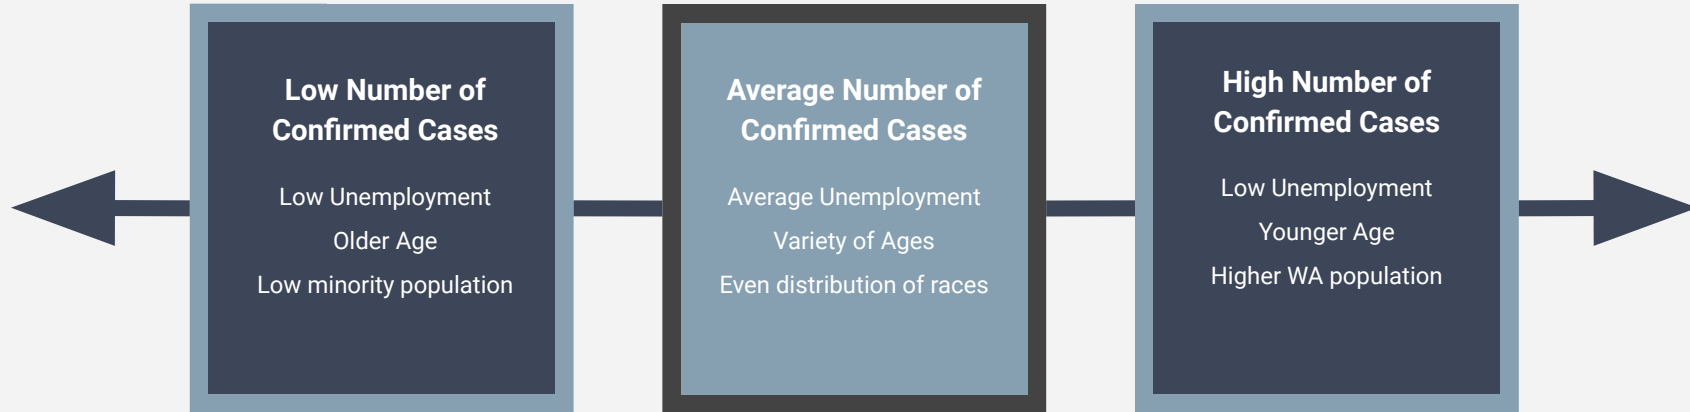 Low Number of
Confirmed Cases
Low Unemployment
Older Age
Low minority population
Average Number of
Confirmed Cases
Average Unemployment
Variety of Ages
Even distribution of races
High Number of
Confirmed Cases
Low Unemployment
Younger Age
Higher WA population